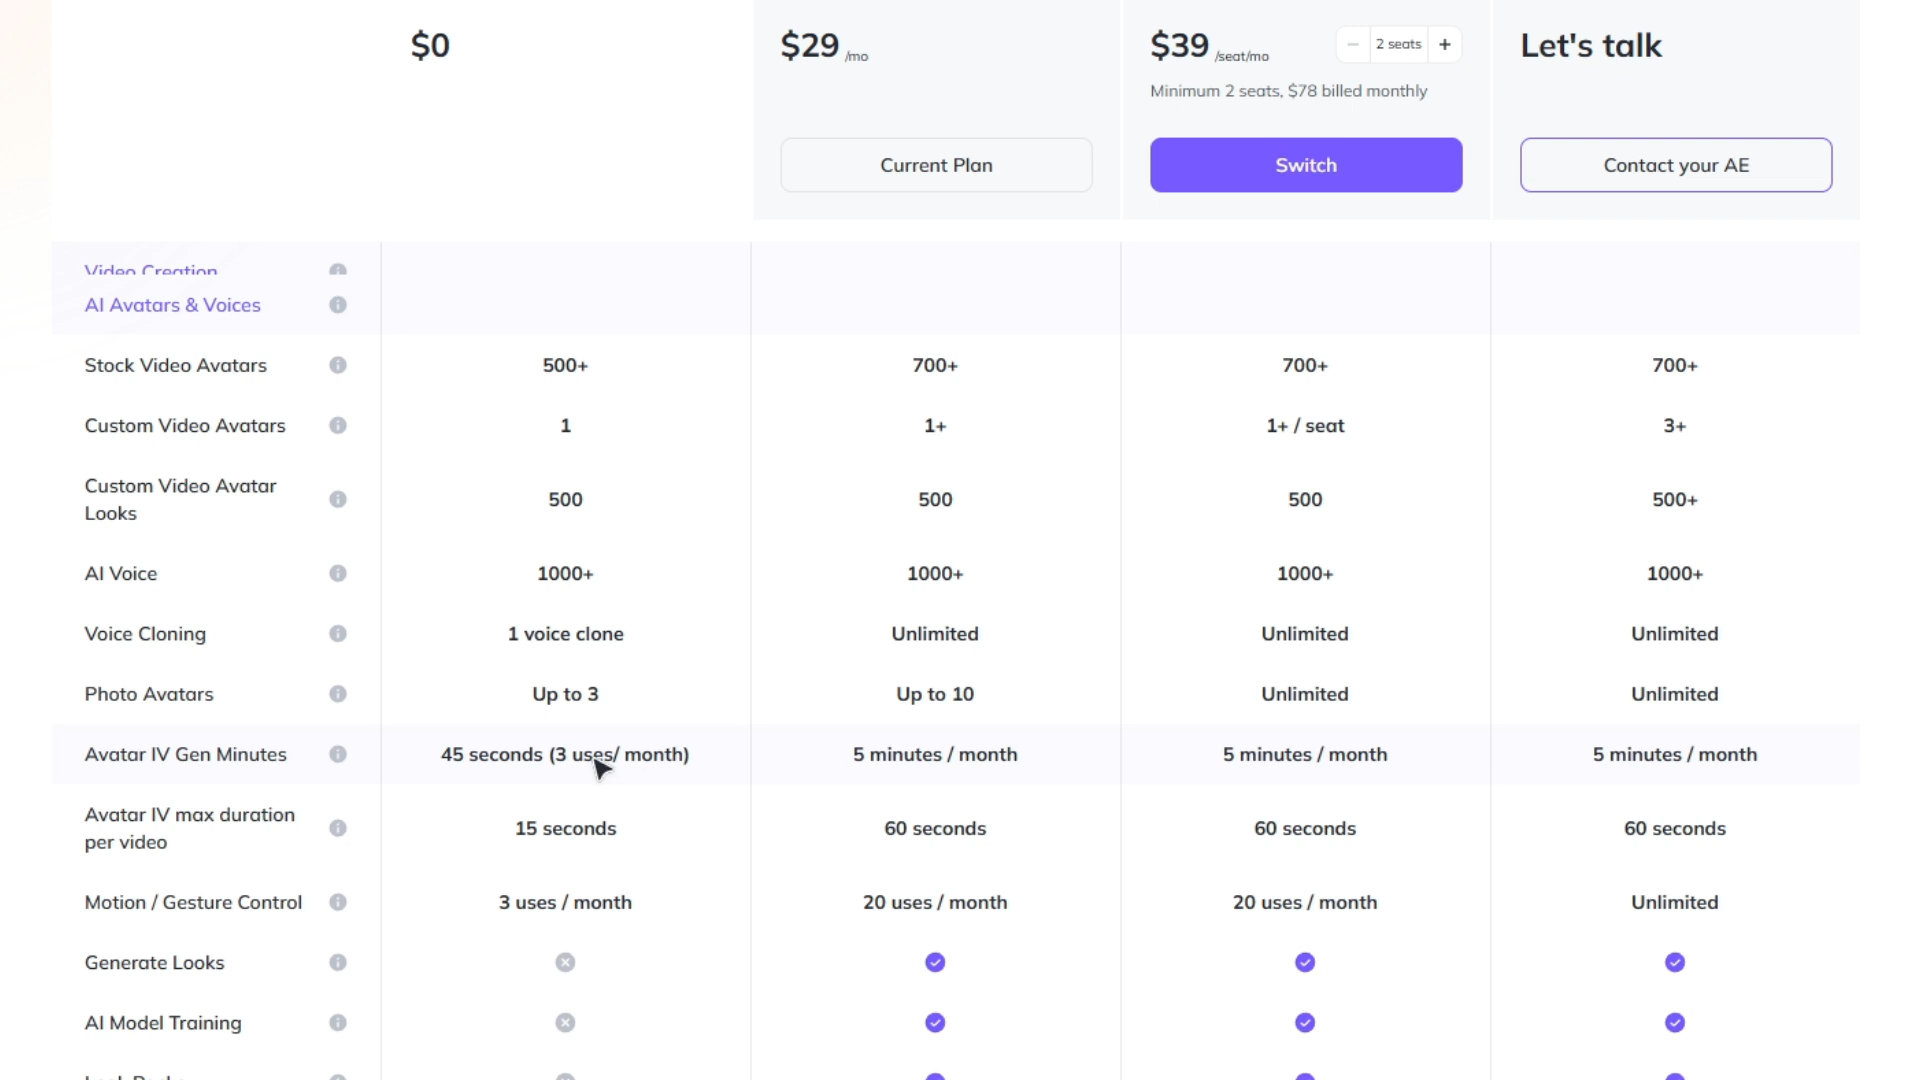 $0
$29 /mo
$39 /seat/mo
2 seats
Let's talk
Minimum 2 seats, $78 billed monthly
Current Plan
Switch
Contact your AE
Video Creation
AI Avatars & Voices
Stock Video Avatars 500+ 700+ 700+ 700+
Custom Video Avatars 1 1+ 1+ / seat 3+
Custom Video Avatar
Looks
500 500 500 500+
AI Voice 1000+ 1000+ 1000+ 1000+
Voice Cloning 1 voice clone Unlimited Unlimited Unlimited
Photo Avatars Up to 3 Up to 10 Unlimited Unlimited
Avatar IV Gen Minutes 45 seconds (3 uses/ month) 5 minutes / month 5 minutes / month 5 minutes / month
Avatar IV max duration
per video
15 seconds 60 seconds 60 seconds 60 seconds
Motion / Gesture Control 3 uses / month 20 uses / month 20 uses / month Unlimited
Generate Looks
AI Model Training